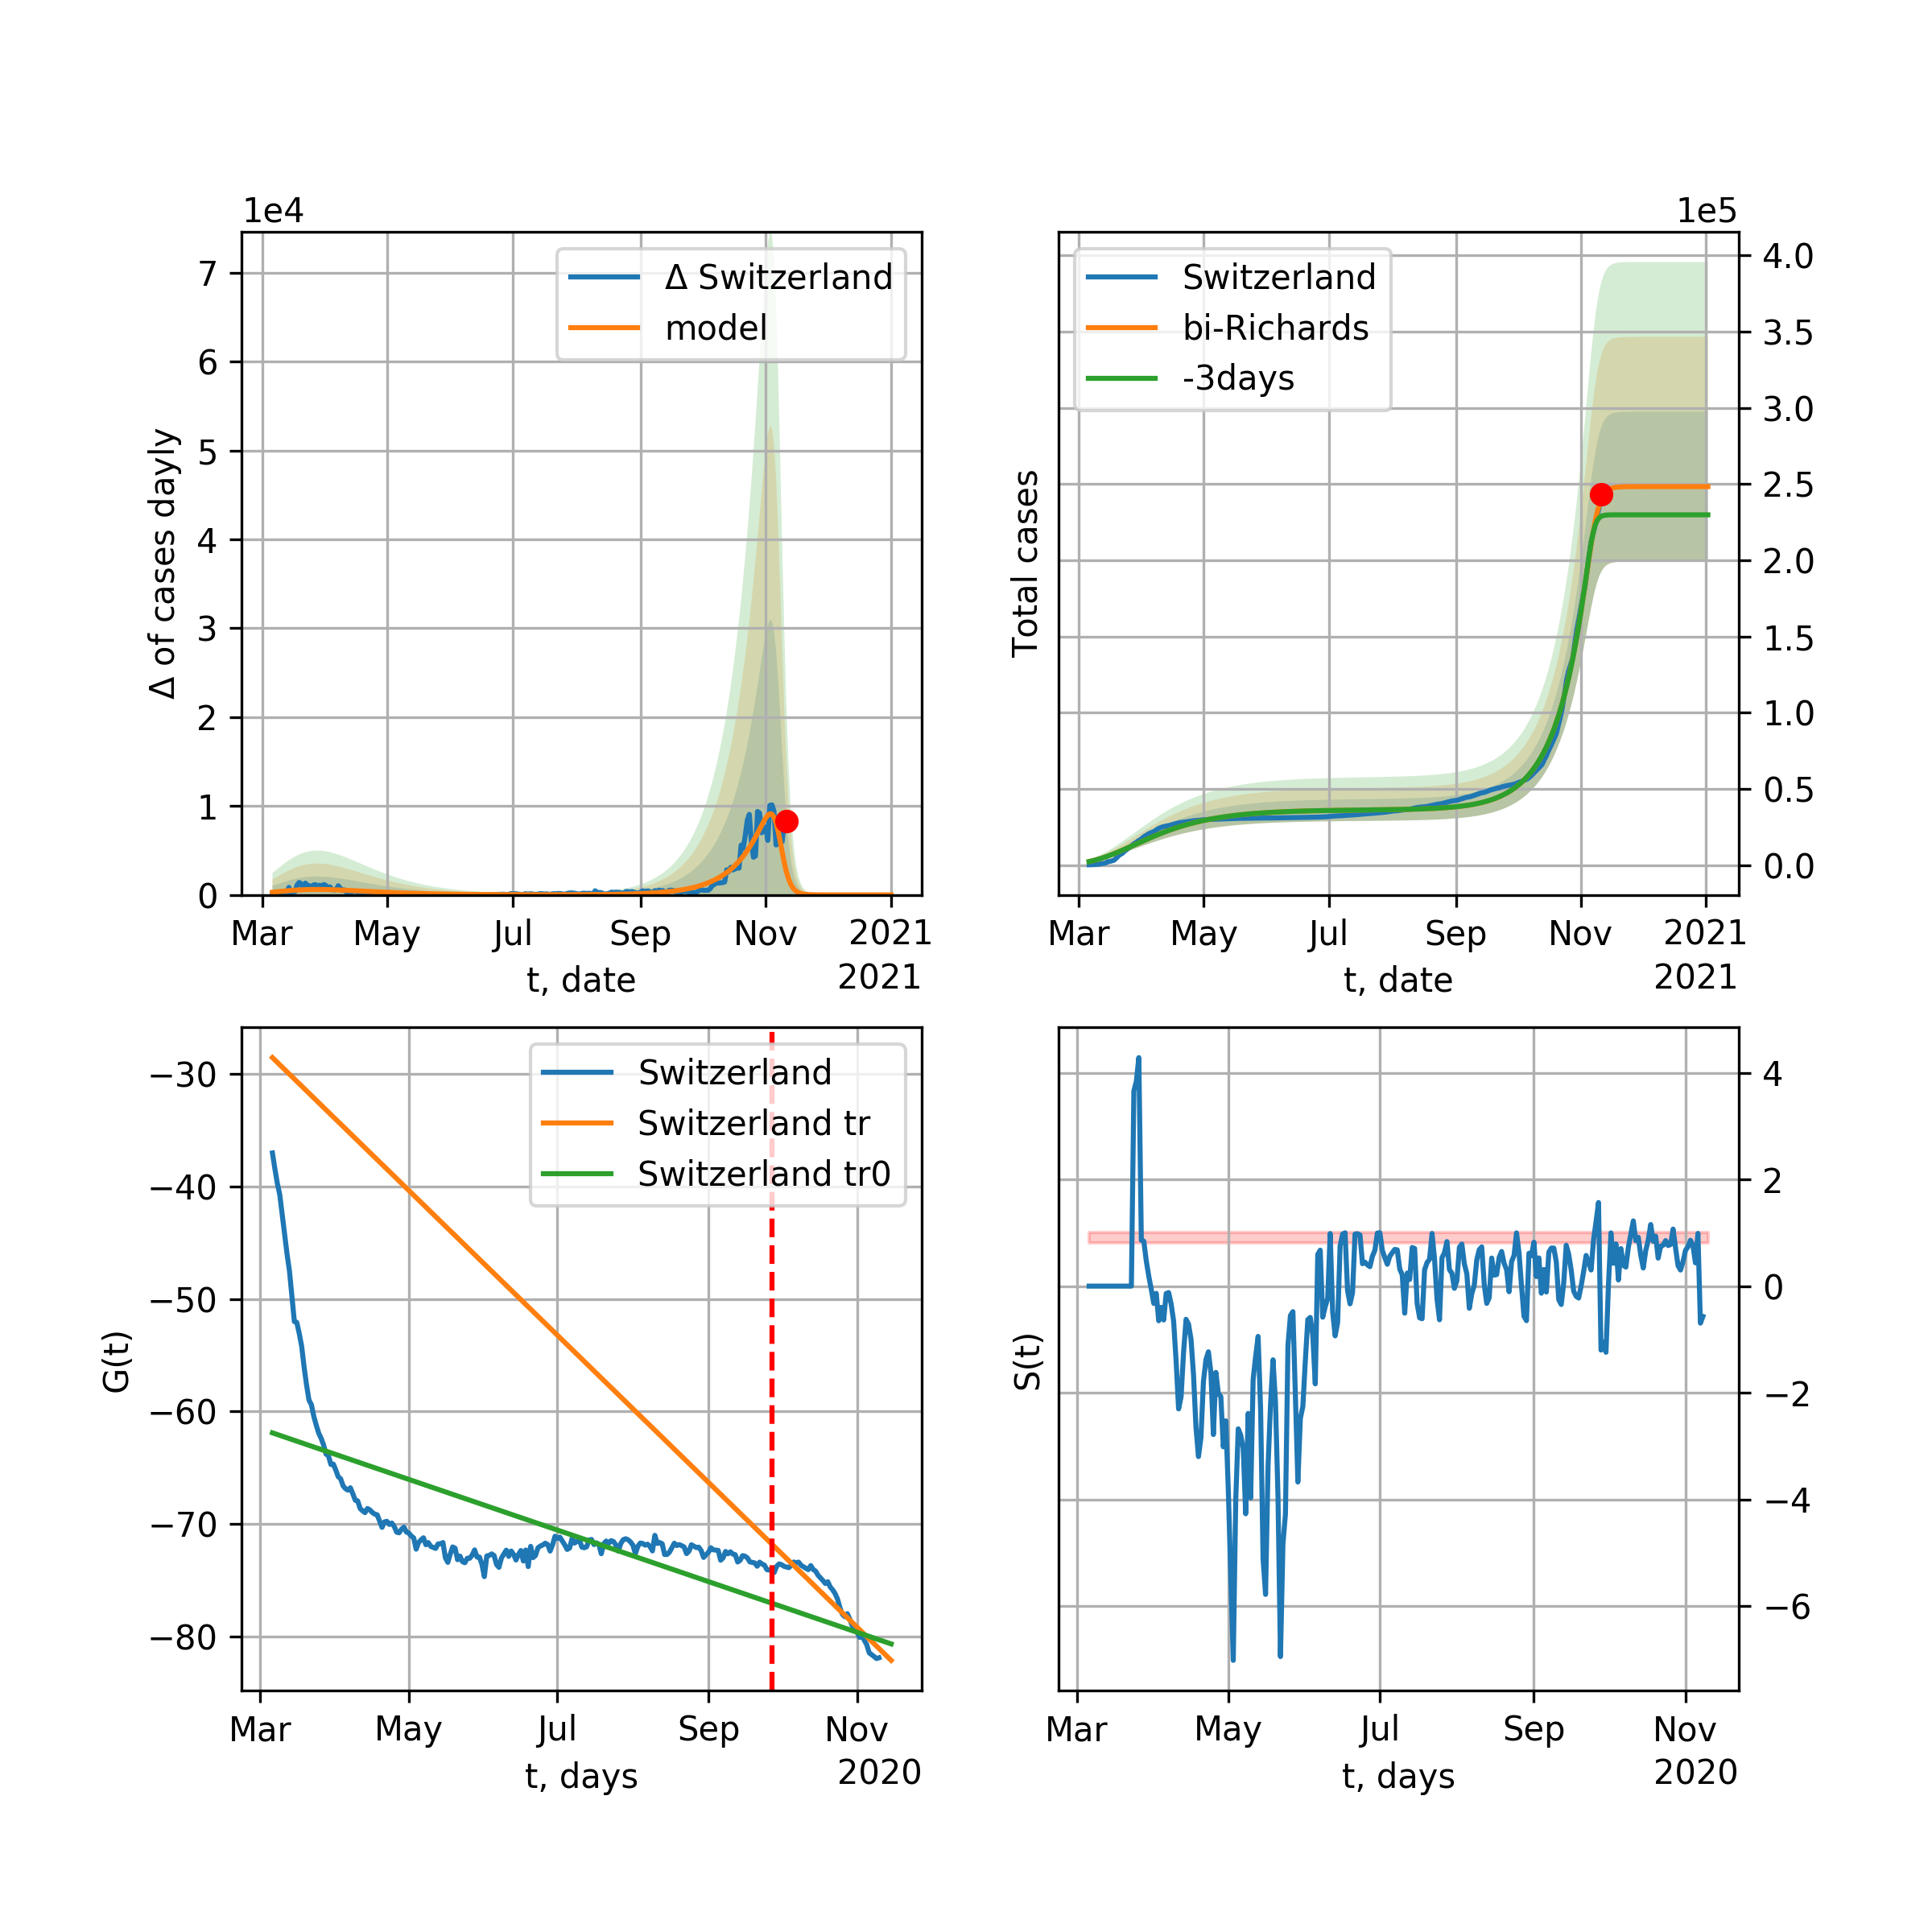 1e4
Δ Switzerland
model
7
6
5
4
3
2
1
0
Δ of cases dayly
Mar May Jul Sep Nov 2021
t, date 2021
1e5
Switzerland
bi-Richards
-3days
4.0
3.5
3.0
2.5
2.0
1.5
1.0
0.5
0.0
Total cases
Mar May Jul Sep Nov 2021
t, date 2021
Switzerland
Switzerland tr
Switzerland tr0
−30
−40
−50
−60
−70
−80
G(t)
Mar May Jul Sep Nov
t, days 2020
4
2
0
−2
−4
−6
S(t)
Mar May Jul Sep Nov
t, days 2020